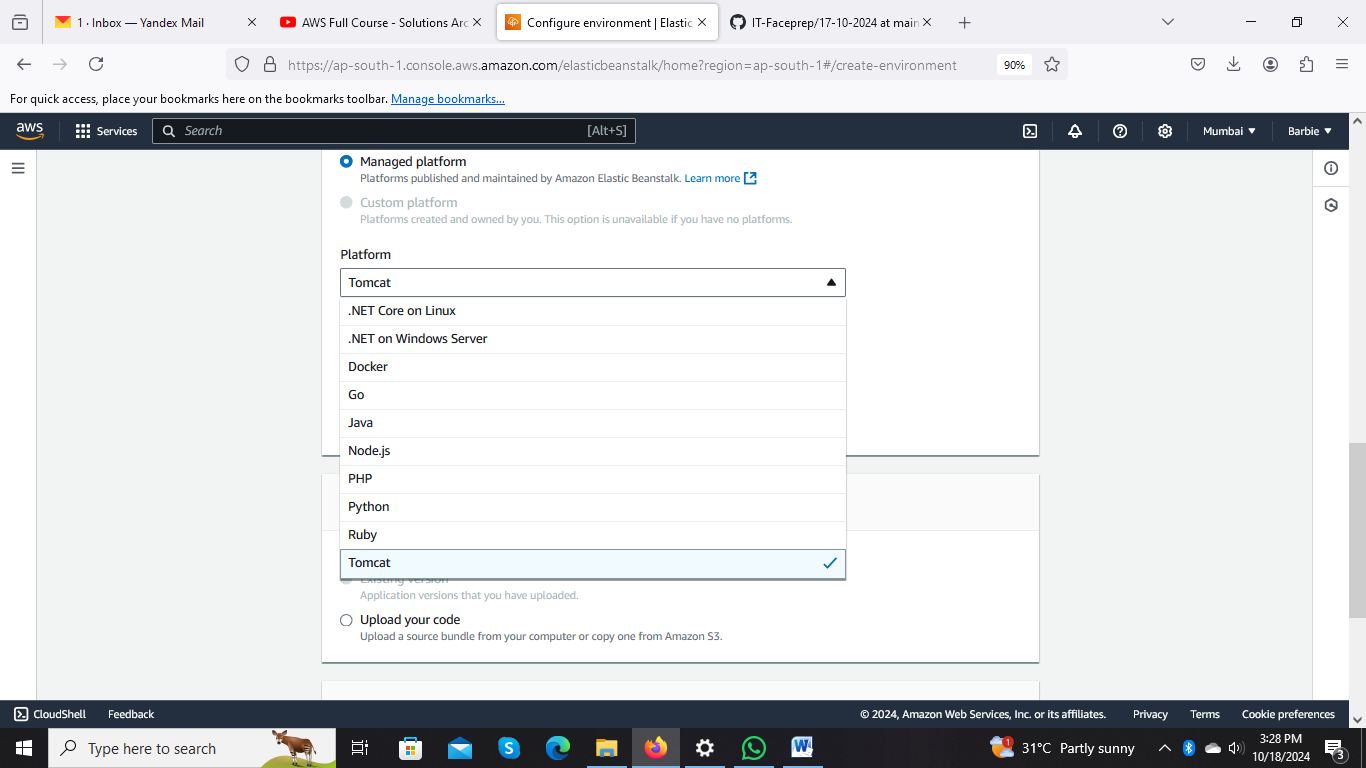 1 · Inbox — Yandex Mail
AWS Full Course - Solutions Arc
Configure environment | Elastic
IT-Faceprep/17-10-2024 at main
https://ap-south-1.console.aws.amazon.com/elasticbeanstalk/home?region=ap-south-1#/create-environment
90%
For quick access, place your bookmarks here on the bookmarks toolbar. Manage bookmarks...
aws
Services
Search
[Alt+S]
Mumbai
Barbie
Managed platform
Platforms published and maintained by Amazon Elastic Beanstalk. Learn more
Custom platform
Platforms created and owned by you. This option is unavailable if you have no platforms.
Platform
Tomcat
.NET Core on Linux
.NET on Windows Server
Docker
Go
Java
Node.js
PHP
Python
Ruby
Tomcat
Existing version
Application versions that you have uploaded.
Upload your code
Upload a source bundle from your computer or copy one from Amazon S3.
CloudShell
Feedback
© 2024, Amazon Web Services, Inc. or its affiliates.
Privacy
Terms
Cookie preferences
Type here to search
1
31°C Partly sunny
3:28 PM
10/18/2024
3